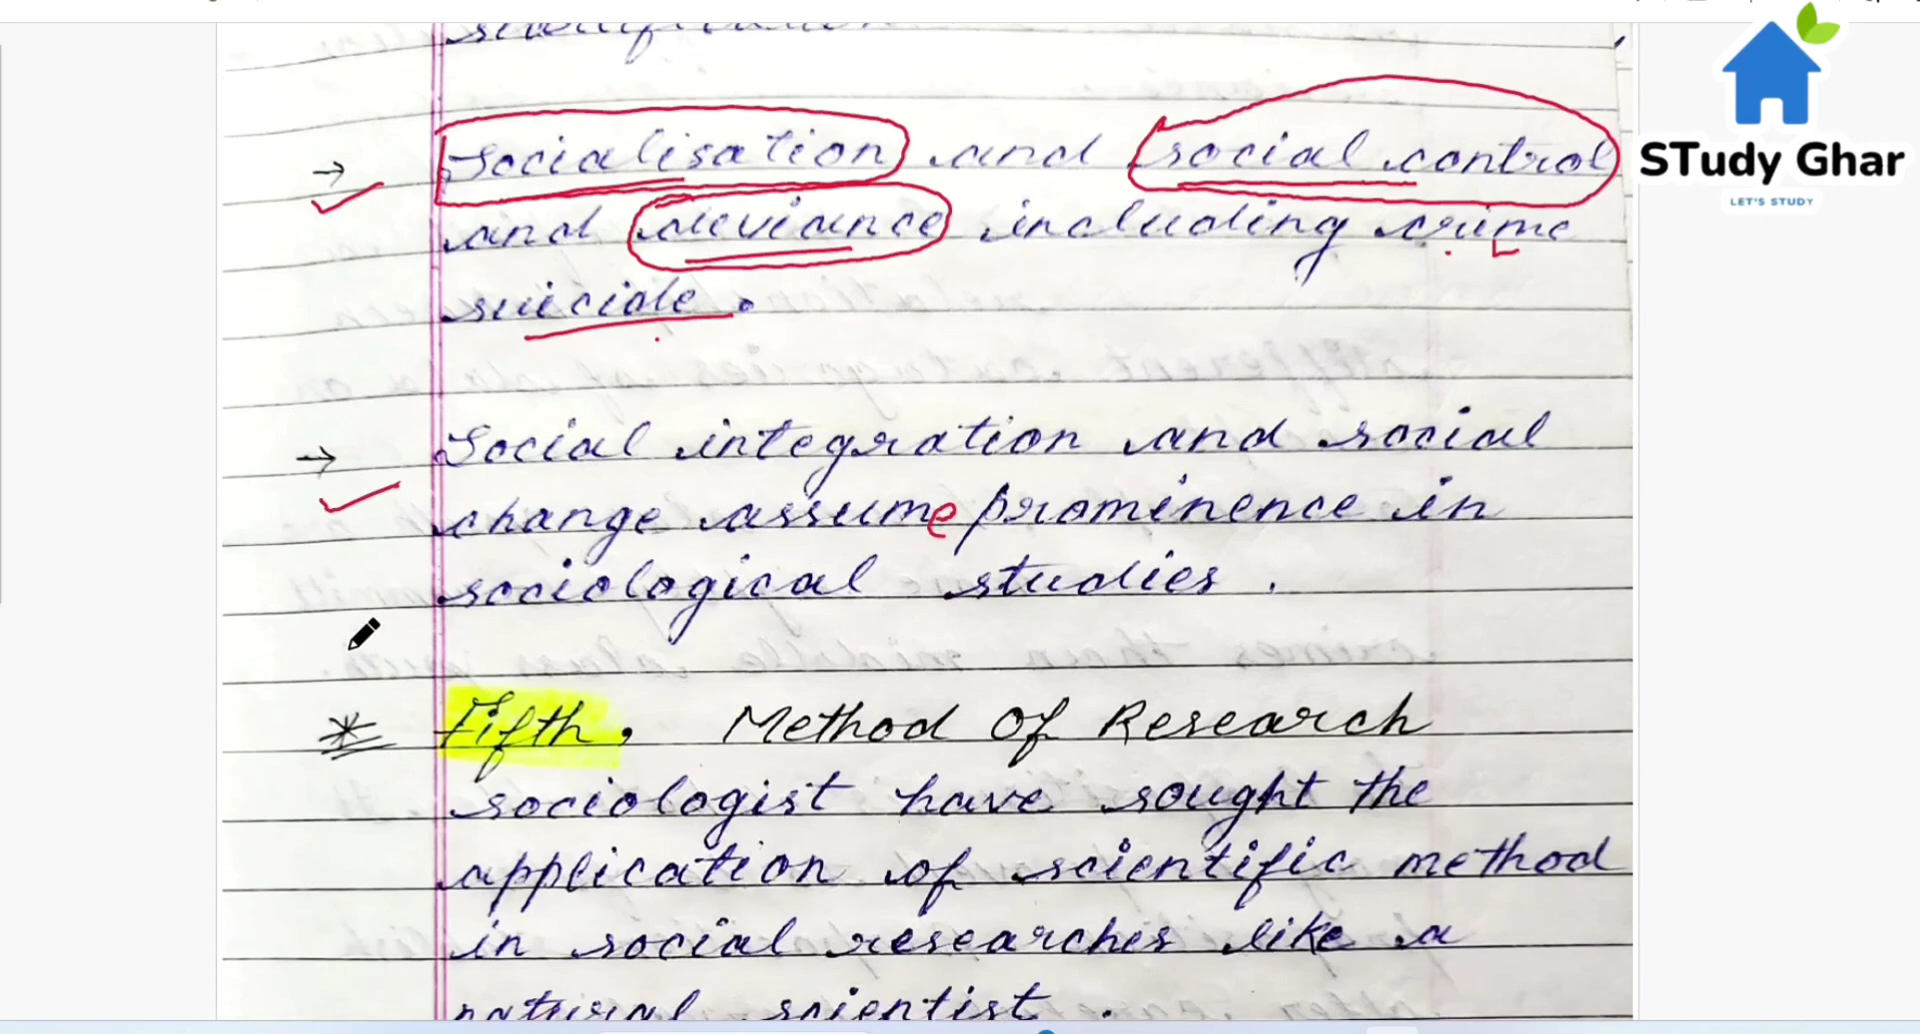 → Socialisation and social control
and deviance including crime
suicide.
→ Social integration and social
change assume prominence in
sociological studies.
* Fifth, Method Of Research
sociologist have sought the
application of scientific method
in social researches like a
natural scientist.
STudy Ghar
LET'S STUDY